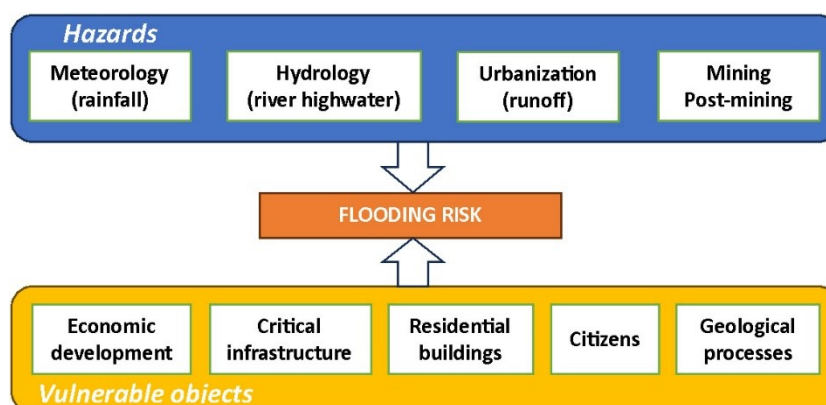 Hazards
Meteorology
(rainfall)
Hydrology
(river highwater)
Urbanization
(runoff)
Mining
Post-mining
FLOODING RISK
Economic
development
Critical
infrastructure
Residential
buildings
Citizens
Geological
processes
Vulnerable objects